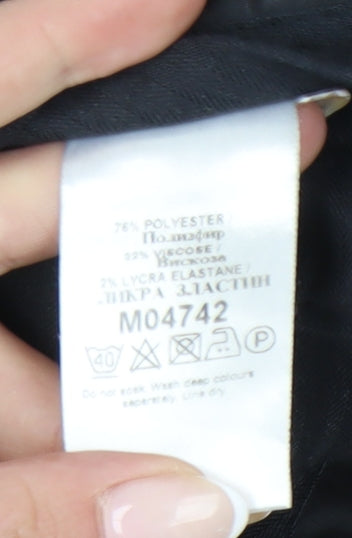 76% POLYESTER /
Полиэфир
22% VISCOSE /
Вискоза
2% LYCRA ELASTANE /
ЛИКРА ЭЛАСТИН
M04742
40 P
Do not soak. Wash deep colours
separately. Line dry.